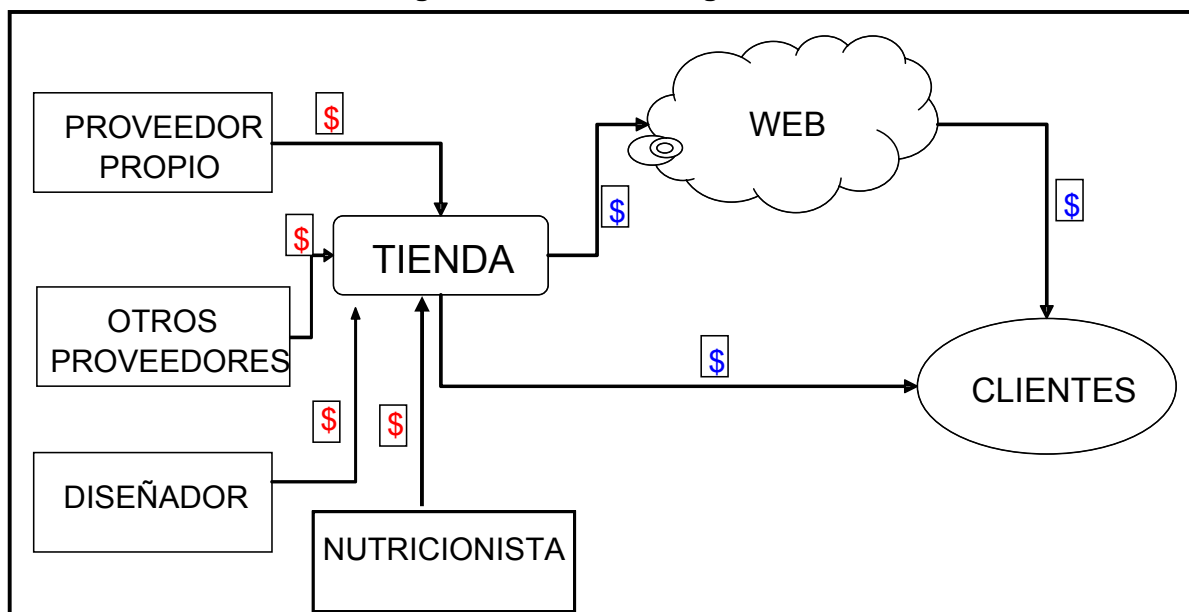 $
PROVEEDOR
PROPIO
WEB
$
$
$
TIENDA
OTROS
PROVEEDORES
$
CLIENTES
$
$
DISEÑADOR
NUTRICIONISTA